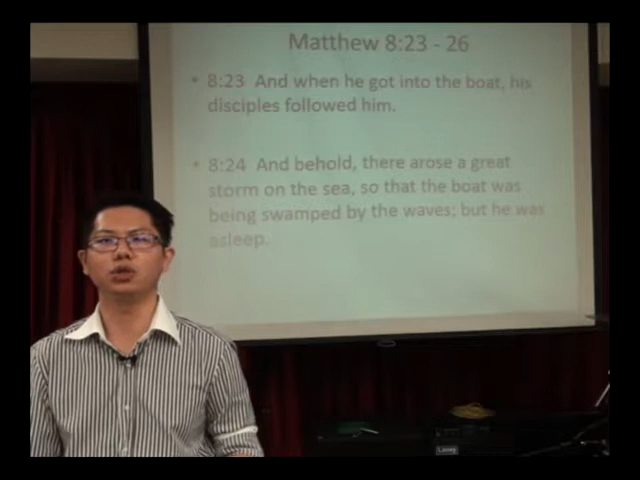 Matthew 8:23 - 26
• 8:23 And when he got into the boat, his
disciples followed him.
• 8:24 And behold, there arose a great
storm on the sea, so that the boat was
being swamped by the waves; but he was
asleep.
Laney